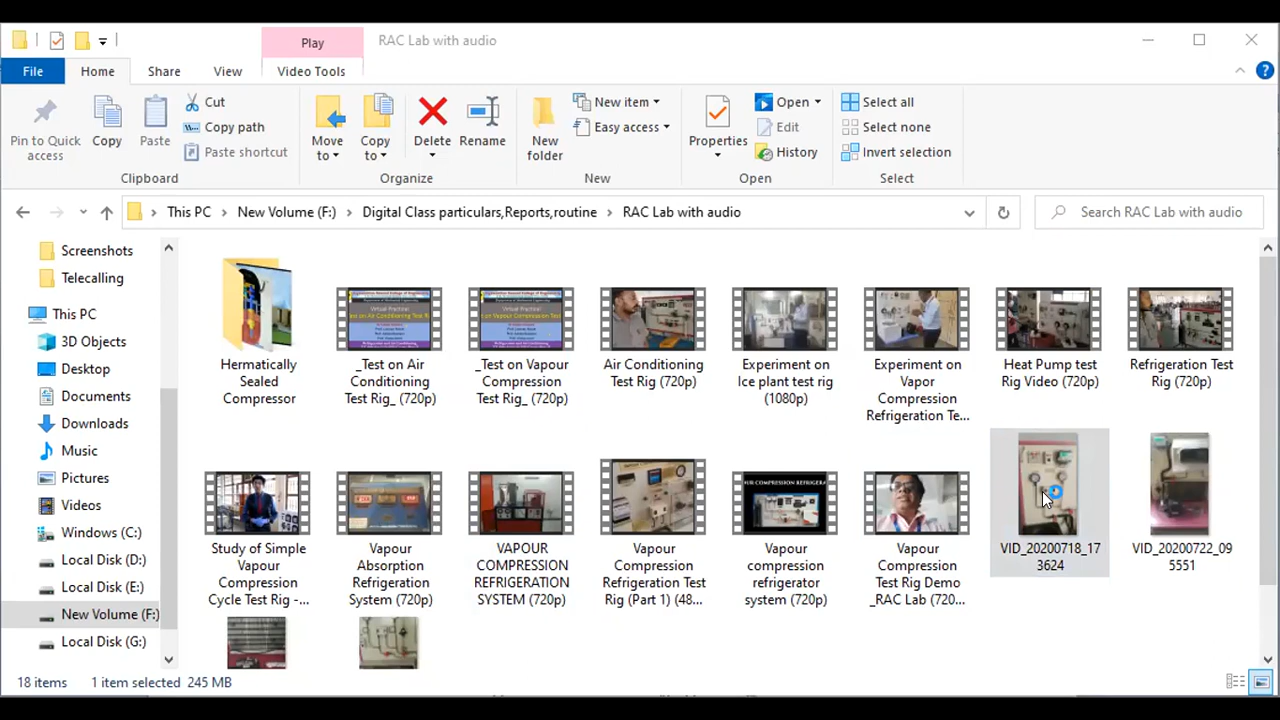 Play
RAC Lab with audio
File
Home
Share
View
Video Tools
Pin to Quick
access
Copy
Paste
Cut
Copy path
Paste shortcut
Move
to
Copy
to
Delete
Rename
New
folder
New item
Easy access
Properties
Open
Edit
History
Select all
Select none
Invert selection
Clipboard
Organize
New
Open
Select
This PC
New Volume (F:)
Digital Class particulars,Reports,routine
RAC Lab with audio
Search RAC Lab with audio
Screenshots
Telecalling
This PC
3D Objects
Desktop
Documents
Downloads
Music
Pictures
Videos
Windows (C:)
Local Disk (D:)
Local Disk (E:)
New Volume (F:)
Local Disk (G:)
Hermatically
Sealed
Compressor
_Test on Air
Conditioning
Test Rig_ (720p)
_Test on Vapour
Compression
Test Rig_ (720p)
Air Conditioning
Test Rig (720p)
Experiment on
Ice plant test rig
(1080p)
Experiment on
Vapor
Compression
Refrigeration Te...
Heat Pump test
Rig Video (720p)
Refrigeration Test
Rig (720p)
Study of Simple
Vapour
Compression
Cycle Test Rig -...
Vapour
Absorption
Refrigeration
System (720p)
VAPOUR
COMPRESSION
REFRIGERATION
SYSTEM (720p)
Vapour
Compression
Refrigeration Test
Rig (Part 1) (48...
Vapour
compression
refrigerator
system (720p)
Vapour
Compression
Test Rig Demo
_RAC Lab (720...
VID_20200718_17
3624
VID_20200722_09
5551
18 items
1 item selected
245 MB